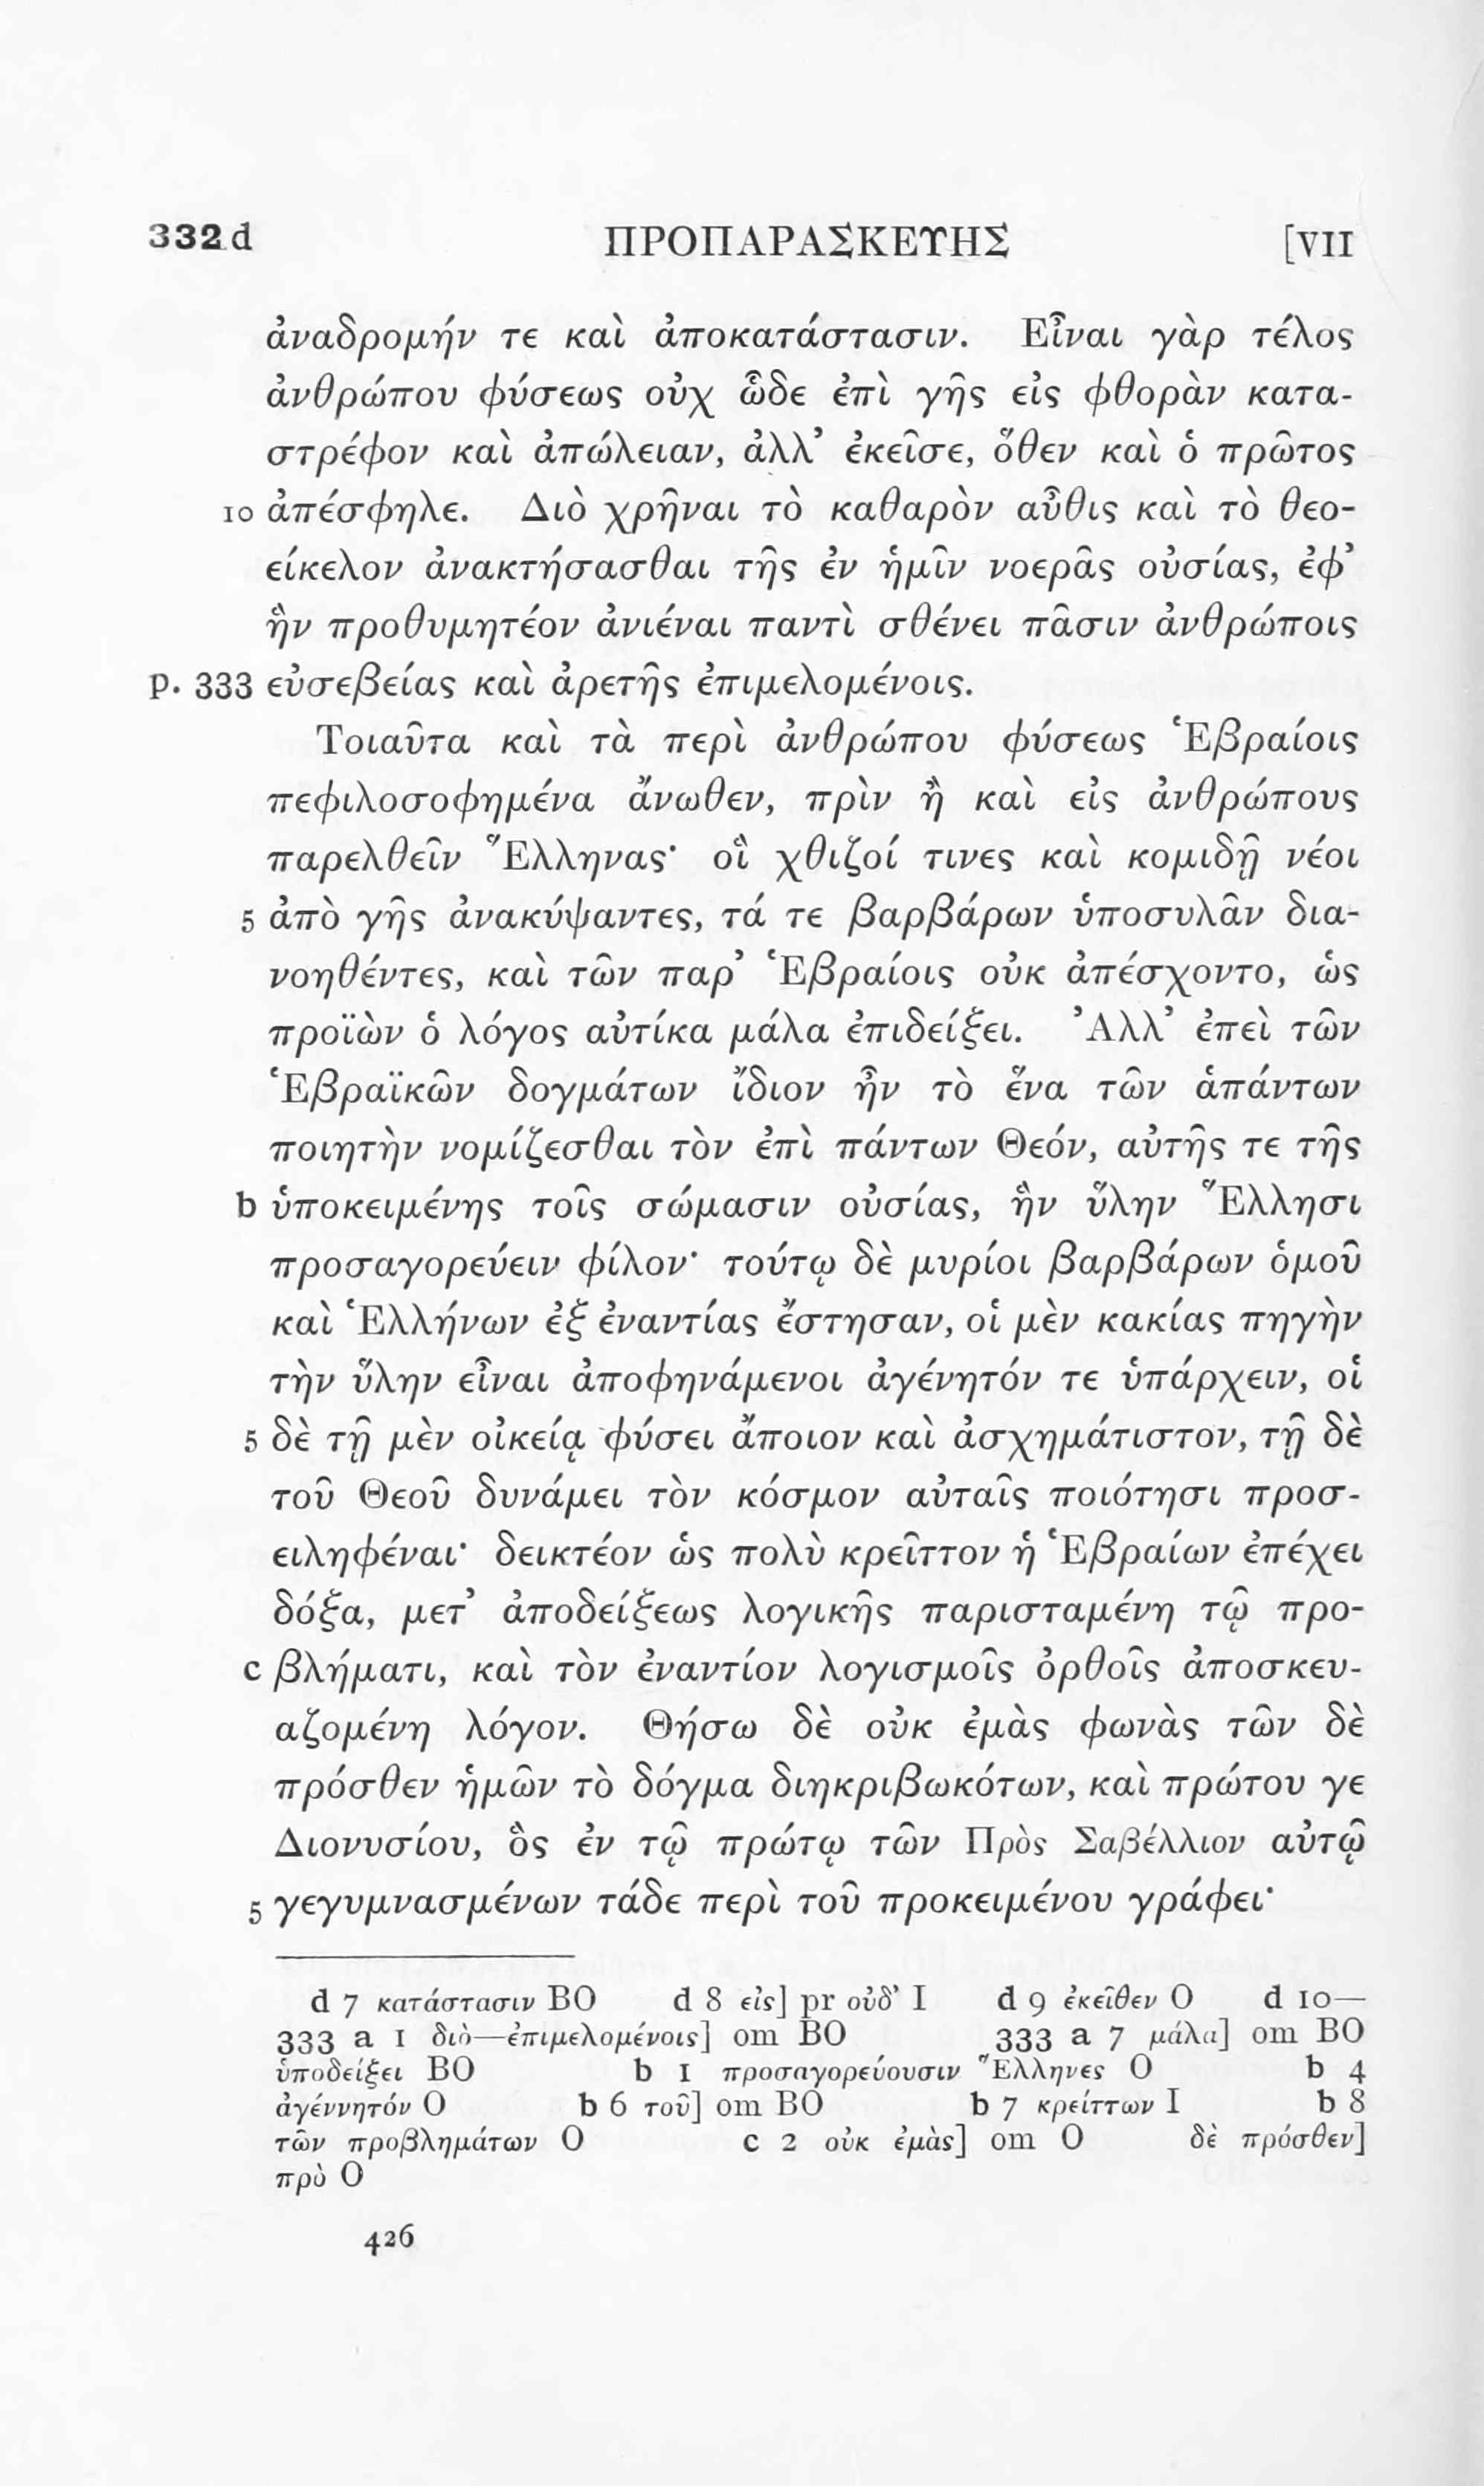 332d ΠΡΟΠΑΡΑΣΚΕΥΗΣ [VII
ἀναδρομήν τε καὶ ἀποκατάστασιν. Εἶναι γὰρ τέλος
ἀνθρώπου φύσεως οὐχ ὧδε ἐπὶ γῆς εἰς φθορὰν κατα-
στρέφον καὶ ἀπώλειαν, ἀλλ’ ἐκεῖσε, ὅθεν καὶ ὁ πρῶτος
10 ἀπέσφηλε. Διὸ χρῆναι τὸ καθαρὸν αὖθις καὶ τὸ θεο-
είκελον ἀνακτήσασθαι τῆς ἐν ἡμῖν νοερᾶς οὐσίας, ἐφ’
ἣν προθυμητέον ἀνιέναι παντὶ σθένει πᾶσιν ἀνθρώποις
p. 333 εὐσεβείας καὶ ἀρετῆς ἐπιμελομένοις.
Τοιαῦτα καὶ τὰ περὶ ἀνθρώπου φύσεως Ἑβραίοις
πεφιλοσοφημένα ἄνωθεν, πρὶν ἢ καὶ εἰς ἀνθρώπους
παρελθεῖν Ἕλληνας· οἳ χθιζοί τινες καὶ κομιδῇ νέοι
5 ἀπὸ γῆς ἀνακύψαντες, τά τε βαρβάρων ὑποσυλᾶν δια-
νοηθέντες, καὶ τῶν παρ’ Ἑβραίοις οὐκ ἀπέσχοντο, ὡς
προϊὼν ὁ λόγος αὐτίκα μάλα ἐπιδείξει. Ἀλλ’ ἐπεὶ τῶν
Ἑβραϊκῶν δογμάτων ἴδιον ἦν τὸ ἕνα τῶν ἁπάντων
ποιητὴν νομίζεσθαι τὸν ἐπὶ πάντων Θεόν, αὐτῆς τε τῆς
b ὑποκειμένης τοῖς σώμασιν οὐσίας, ἣν ὕλην Ἕλλησι
προσαγορεύειν φίλον· τούτῳ δὲ μυρίοι βαρβάρων ὁμοῦ
καὶ Ἑλλήνων ἐξ ἐναντίας ἔστησαν, οἱ μὲν κακίας πηγὴν
τὴν ὕλην εἶναι ἀποφηνάμενοι ἀγένητόν τε ὑπάρχειν, οἱ
5 δὲ τῇ μὲν οἰκείᾳ φύσει ἄποιον καὶ ἀσχημάτιστον, τῇ δὲ
τοῦ Θεοῦ δυνάμει τὸν κόσμον αὐταῖς ποιότησι προσ-
ειληφέναι· δεικτέον ὡς πολὺ κρεῖττον ἡ Ἑβραίων ἐπέχει
δόξα, μετ’ ἀποδείξεως λογικῆς παρισταμένη τῷ προ-
c βλήματι, καὶ τὸν ἐναντίον λογισμοῖς ὀρθοῖς ἀποσκευ-
αζομένη λόγον. Θήσω δὲ οὐκ ἐμὰς φωνὰς τῶν δὲ
πρόσθεν ἡμῶν τὸ δόγμα διηκριβωκότων, καὶ πρώτου γε
Διονυσίου, ὃς ἐν τῷ πρώτῳ τῶν Πρὸς Σαβέλλιον αὐτῷ
5 γεγυμνασμένων τάδε περὶ τοῦ προκειμένου γράφει·
d 7 κατάστασιν BO d 8 εἰς] pr οὐδ’ I d 9 ἐκεῖθεν O d 10—
333 a 1 διὸ—ἐπιμελομένοις] om BO 333 a 7 μάλα] om BO
ὑποδείξει BO b 1 προσαγορεύουσιν Ἕλληνες O b 4
ἀγέννητόν O b 6 τοῦ] om BO b 7 κρείττων I b 8
τῶν προβλημάτων O c 2 οὐκ ἐμὰς] om O δὲ πρόσθεν]
πρὸ O
426